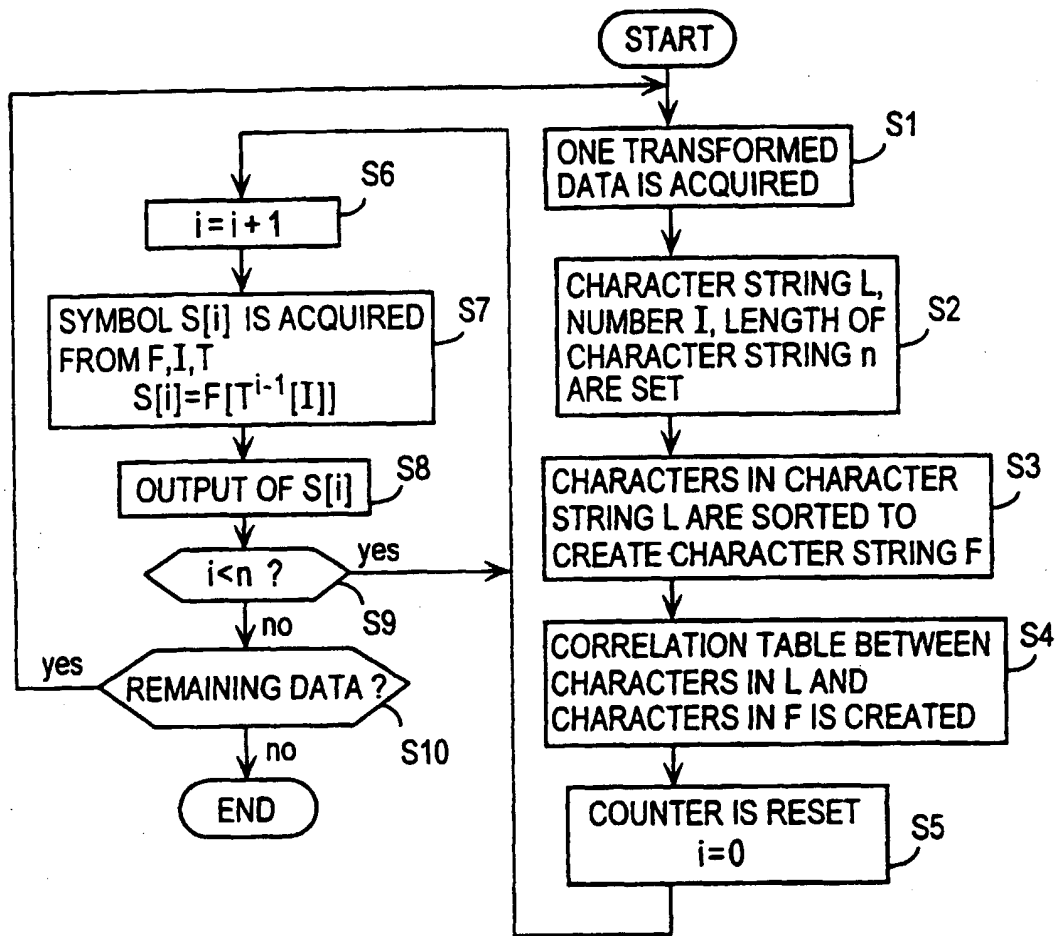 START
S1
ONE TRANSFORMED
DATA IS ACQUIRED
S2
CHARACTER STRING L,
NUMBER I, LENGTH OF
CHARACTER STRING n
ARE SET
S3
CHARACTERS IN CHARACTER
STRING L ARE SORTED TO
CREATE CHARACTER STRING F
S4
CORRELATION TABLE BETWEEN
CHARACTERS IN L AND
CHARACTERS IN F IS CREATED
S5
COUNTER IS RESET
i=0
S6
i=i+1
S7
SYMBOL S[i] IS ACQUIRED
FROM F,I,T
S[i]=F[T^{i-1}[I]]
S8
OUTPUT OF S[i]
i<n ?
yes
S9
no
yes
REMAINING DATA ?
S10
no
END